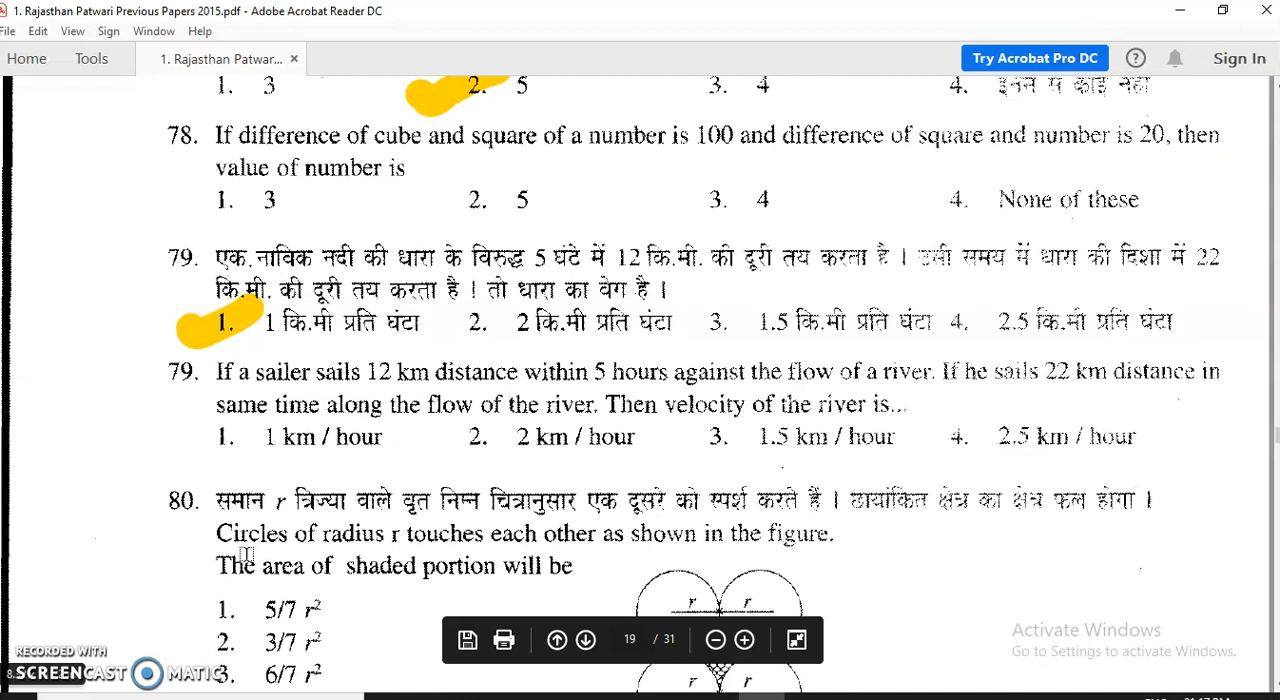 1. Rajasthan Patwari Previous Papers 2015.pdf - Adobe Acrobat Reader DC
File Edit View Sign Window Help
Home Tools 1. Rajasthan Patwar... × Try Acrobat Pro DC Sign In
1. 3 2. 5 3. 4 4. इनमें से कोई नहीं
78. If difference of cube and square of a number is 100 and difference of square and number is 20, then
value of number is
1. 3 2. 5 3. 4 4. None of these
79. एक नाविक नदी की धारा के विरुद्ध 5 घंटे में 12 कि.मी. की दूरी तय करता है । उसी समय में धारा की दिशा में 22
कि.मी. की दूरी तय करता है । तो धारा का वेग है ।
1. 1 कि.मी प्रति घंटा 2. 2 कि.मी प्रति घंटा 3. 1.5 कि.मी प्रति घंटा 4. 2.5 कि.मी प्रति घंटा
79. If a sailer sails 12 km distance within 5 hours against the flow of a river. If he sails 22 km distance in
same time along the flow of the river. Then velocity of the river is...
1. 1 km / hour 2. 2 km / hour 3. 1.5 km / hour 4. 2.5 km / hour
80. समान r त्रिज्या वाले वृत निम्न चित्रानुसार एक दूसरे को स्पर्श करते हैं । छायांकित क्षेत्र का क्षेत्र फल होगा ।
Circles of radius r touches each other as shown in the figure.
The area of shaded portion will be
1. 5/7 r²
2. 3/7 r²
3. 6/7 r²
r r
r r
19 / 31
Activate Windows
Go to Settings to activate Windows.
RECORDED WITH
SCREENCAST MATIC